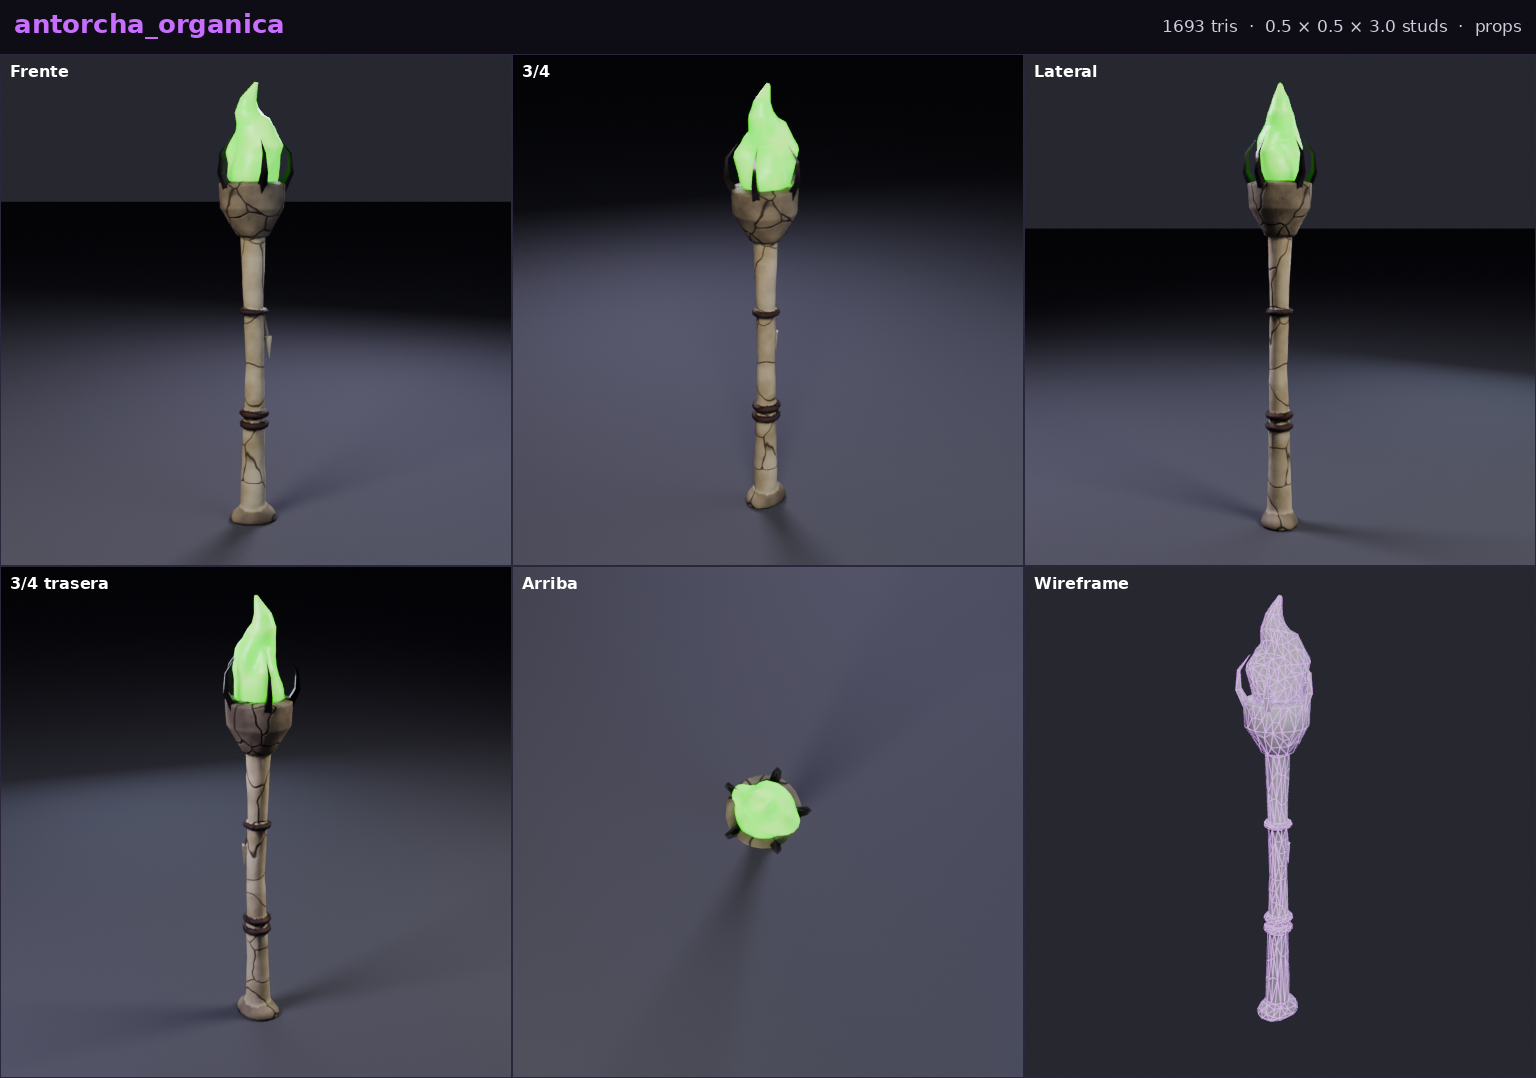 antorcha_organica
1693 tris · 0.5 × 0.5 × 3.0 studs · props
Frente
3/4
Lateral
3/4 trasera
Arriba
Wireframe